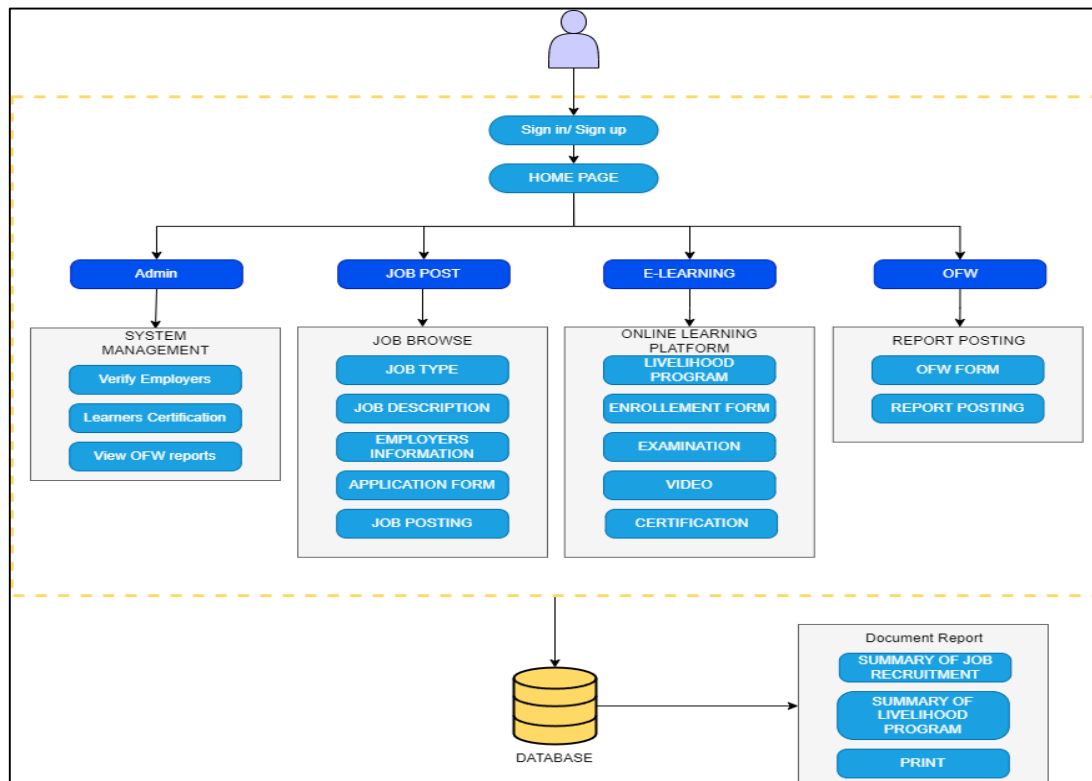 Sign in/ Sign up
HOME PAGE
Admin
JOB POST
E-LEARNING
OFW
SYSTEM
MANAGEMENT
Verify Employers
Learners Certification
View OFW reports
JOB BROWSE
JOB TYPE
JOB DESCRIPTION
EMPLOYERS
INFORMATION
APPLICATION FORM
JOB POSTING
ONLINE LEARNING
PLATFORM
LIVELIHOOD
PROGRAM
ENROLLEMENT FORM
EXAMINATION
VIDEO
CERTIFICATION
REPORT POSTING
OFW FORM
REPORT POSTING
DATABASE
Document Report
SUMMARY OF JOB
RECRUITMENT
SUMMARY OF
LIVELIHOOD
PROGRAM
PRINT